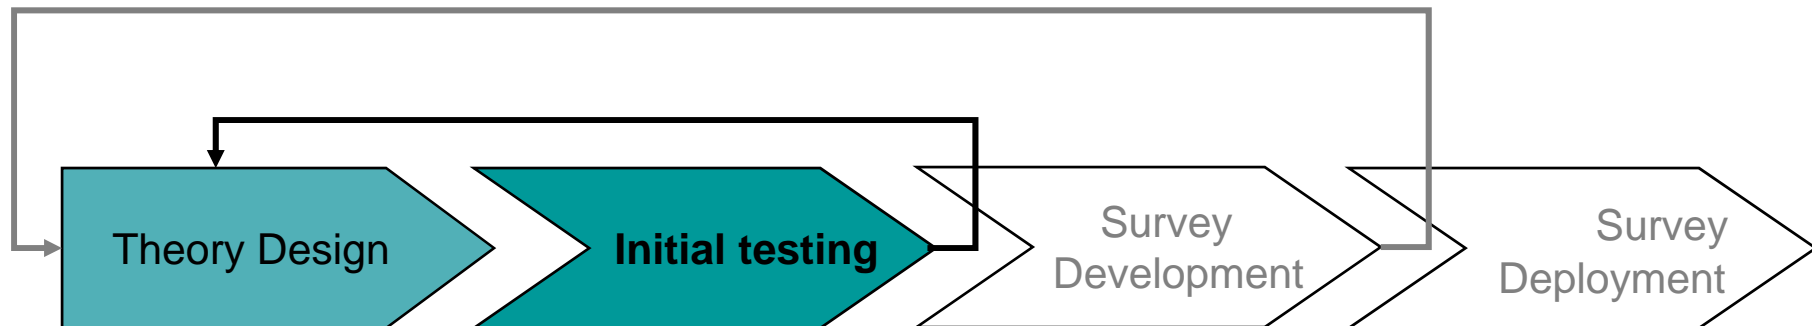 Theory Design
Initial testing
Survey
Development
Survey
Deployment